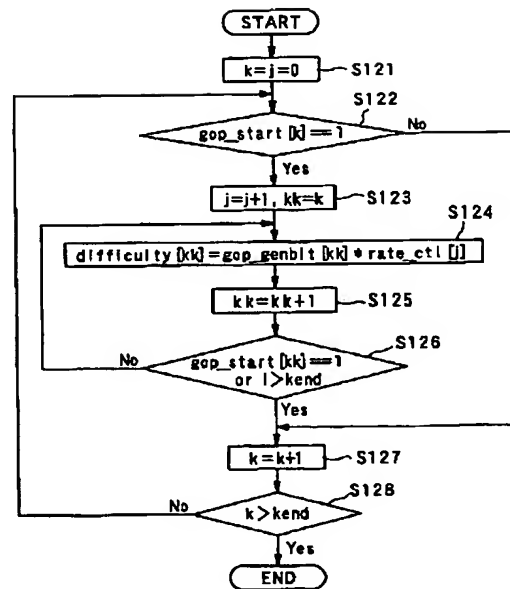 START
k=j=0
S121
S122
gop_start[k]==1
No
Yes
j=j+1, kk=k
S123
S124
difficulty[kk]=gop_genbit[kk]*rate_ctl[j]
kk=kk+1
S125
S126
gop_start[kk]==1
or l>kend
No
Yes
k=k+1
S127
S128
k>kend
No
Yes
END